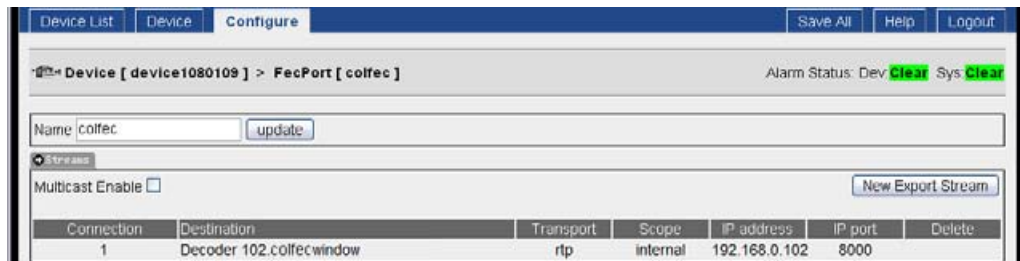 Device List Device Configure Save All Help Logout
Device [ device1080109 ] > FecPort [ colfec ] Alarm Status: Dev:Clear Sys:Clear
Name colfec update
Streams
Multicast Enable New Export Stream
Connection Destination Transport Scope IP address IP port Delete
1 Decoder 102.colfecwindow rtp internal 192.168.0.102 8000